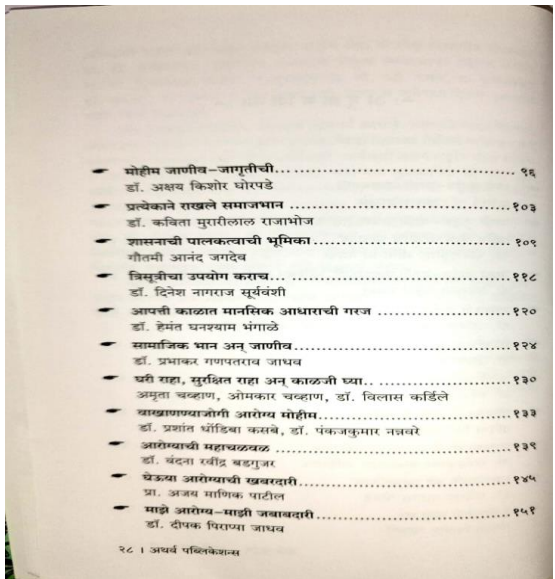 मोहीम जाणीव-जागृतीची... ९६
डॉ. अक्षय किशोर घोरपडे
प्रत्येकाने राखले समाजभान १०३
डॉ. कविता मुरारीलाल राजाभोज
शासनाची पालकत्वाची भूमिका १०९
गौतमी आनंद जगदेव
त्रिसूत्रीचा उपयोग कराच... ११८
डॉ. दिनेश नागराज सूर्यवंशी
आपत्ती काळात मानसिक आधाराची गरज १२०
डॉ. हेमंत घनश्याम भंगाळे
सामाजिक भान अन् जाणीव १२४
डॉ. प्रभाकर गणपतराव जाधव
घरी राहा, सुरक्षित राहा अन् काळजी घ्या.. १३०
अमृता चव्हाण, ओमकार चव्हाण, डॉ. विलास कर्डिले
वाखाणण्याजोगी आरोग्य मोहीम १३३
डॉ. प्रशांत धोंडिबा कसबे, डॉ. पंकजकुमार नन्नवरे
आरोग्याची महाचळवळ १३९
डॉ. वंदना रवींद्र बडगुजर
घेऊया आरोग्याची खबरदारी १४५
प्रा. अजय माणिक पाटील
माझे आरोग्य-माझी जबाबदारी १५१
डॉ. दीपक पिराप्पा जाधव
२८ । अथर्व पब्लिकेशन्स